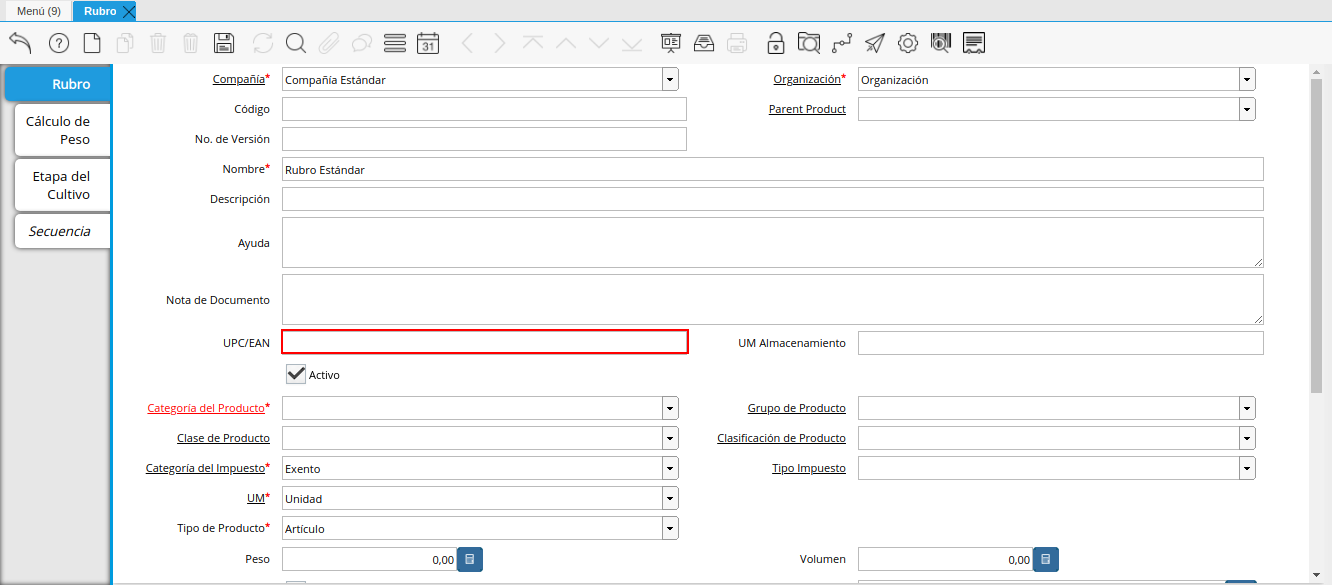 Menú (9) Rubro
31
Rubro
Cálculo de
Peso
Etapa del
Cultivo
Secuencia
Compañía* Compañía Estándar Organización* Organización
Código Parent Product
No. de Versión
Nombre* Rubro Estándar
Descripción
Ayuda
Nota de Documento
UPC/EAN UM Almacenamiento
Activo
Categoría del Producto* Grupo de Producto
Clase de Producto Clasificación de Producto
Categoría del Impuesto* Exento Tipo Impuesto
UM* Unidad
Tipo de Producto* Artículo
Peso 0,00 Volumen 0,00